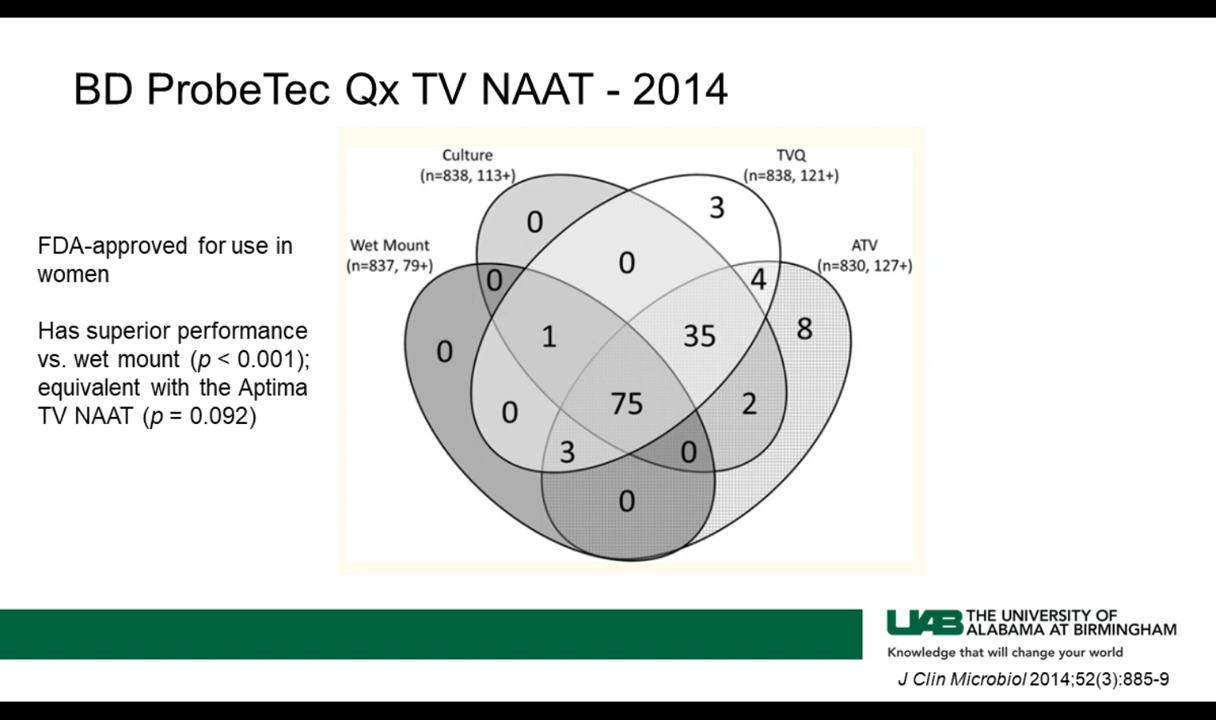 BD ProbeTec Qx TV NAAT - 2014
FDA-approved for use in
women
Has superior performance
vs. wet mount (p < 0.001);
equivalent with the Aptima
TV NAAT (p = 0.092)
Culture
(n=838, 113+)
TVQ
(n=838, 121+)
Wet Mount
(n=837, 79+)
ATV
(n=830, 127+)
0
3
0
0
4
1
35
8
0
0
75
2
3
0
0
UAB
THE UNIVERSITY OF
ALABAMA AT BIRMINGHAM
Knowledge that will change your world
J Clin Microbiol 2014;52(3):885-9